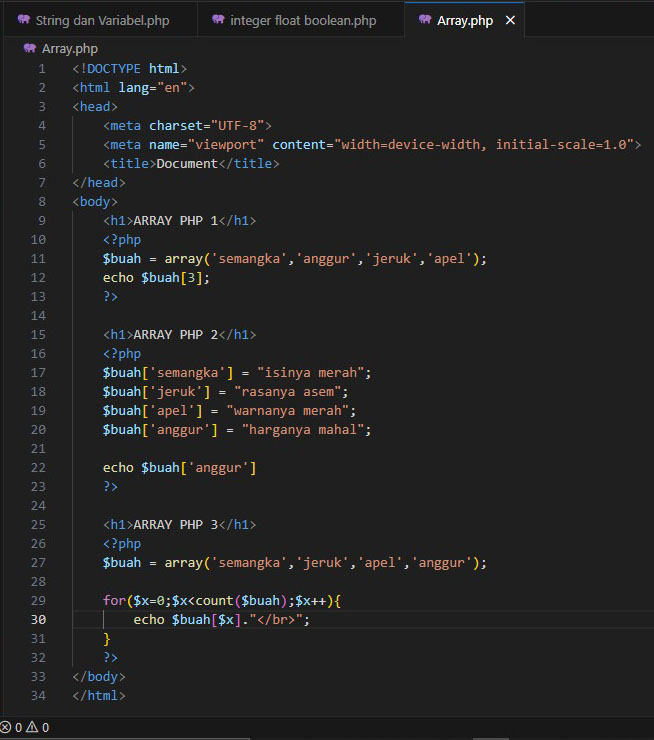 String dan Variabel.php integer float boolean.php Array.php ×
Array.php
1 <!DOCTYPE html>
2 <html lang="en">
3 <head>
4 <meta charset="UTF-8">
5 <meta name="viewport" content="width=device-width, initial-scale=1.0">
6 <title>Document</title>
7 </head>
8 <body>
9 <h1>ARRAY PHP 1</h1>
10 <?php
11 $buah = array('semangka','anggur','jeruk','apel');
12 echo $buah[3];
13 ?>
14
15 <h1>ARRAY PHP 2</h1>
16 <?php
17 $buah['semangka'] = "isinya merah";
18 $buah['jeruk'] = "rasanya asem";
19 $buah['apel'] = "warnanya merah";
20 $buah['anggur'] = "harganya mahal";
21
22 echo $buah['anggur']
23 ?>
24
25 <h1>ARRAY PHP 3</h1>
26 <?php
27 $buah = array('semangka','jeruk','apel','anggur');
28
29 for($x=0;$x<count($buah);$x++){
30 echo $buah[$x]."</br>";
31 }
32 ?>
33 </body>
34 </html>
0 0